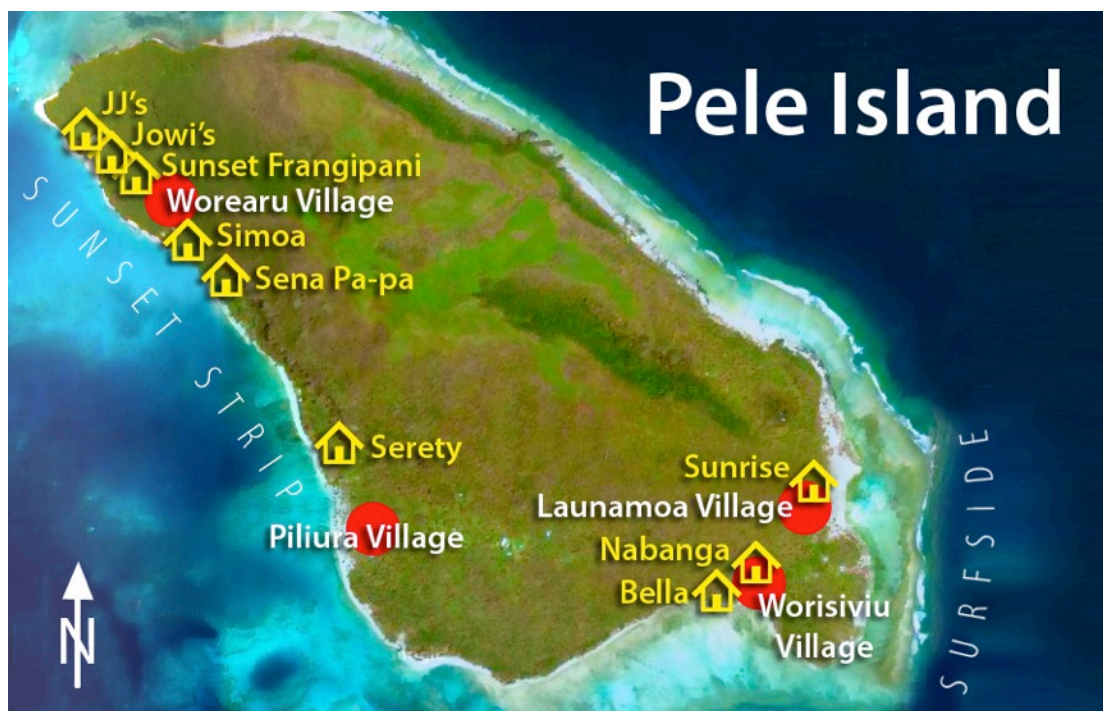 Pele Island
JJ's
Jowi's
Sunset Frangipani
Worearu Village
Simoa
Sena Pa-pa
SUNSET STRIP
Serety
Piliura Village
Sunrise
Launamoa Village
Nabanga
Bella
Worisiviu
Village
SURFSIDE
N